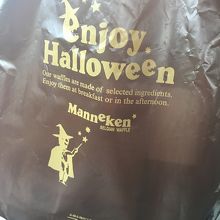 enjoy
Halloween
Our waffles are made of selected ingredients.
Enjoy them at breakfast or in the afternoon.
Manneken
BELGIAN WAFFLE